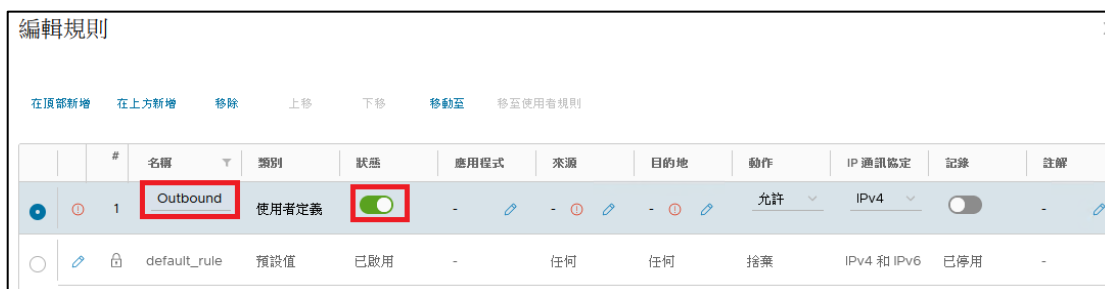 編輯規則
在頂部新增 在上方新增 移除 上移 下移 移動至 移至使用者規則
# 名稱 類別 狀態 應用程式 來源 目的地 動作 IP 通訊協定 記錄 註解
1 Outbound 使用者定義 - - - 允許 IPv4 -
default_rule 預設值 已啟用 - 任何 任何 捨棄 IPv4 和 IPv6 已停用 -